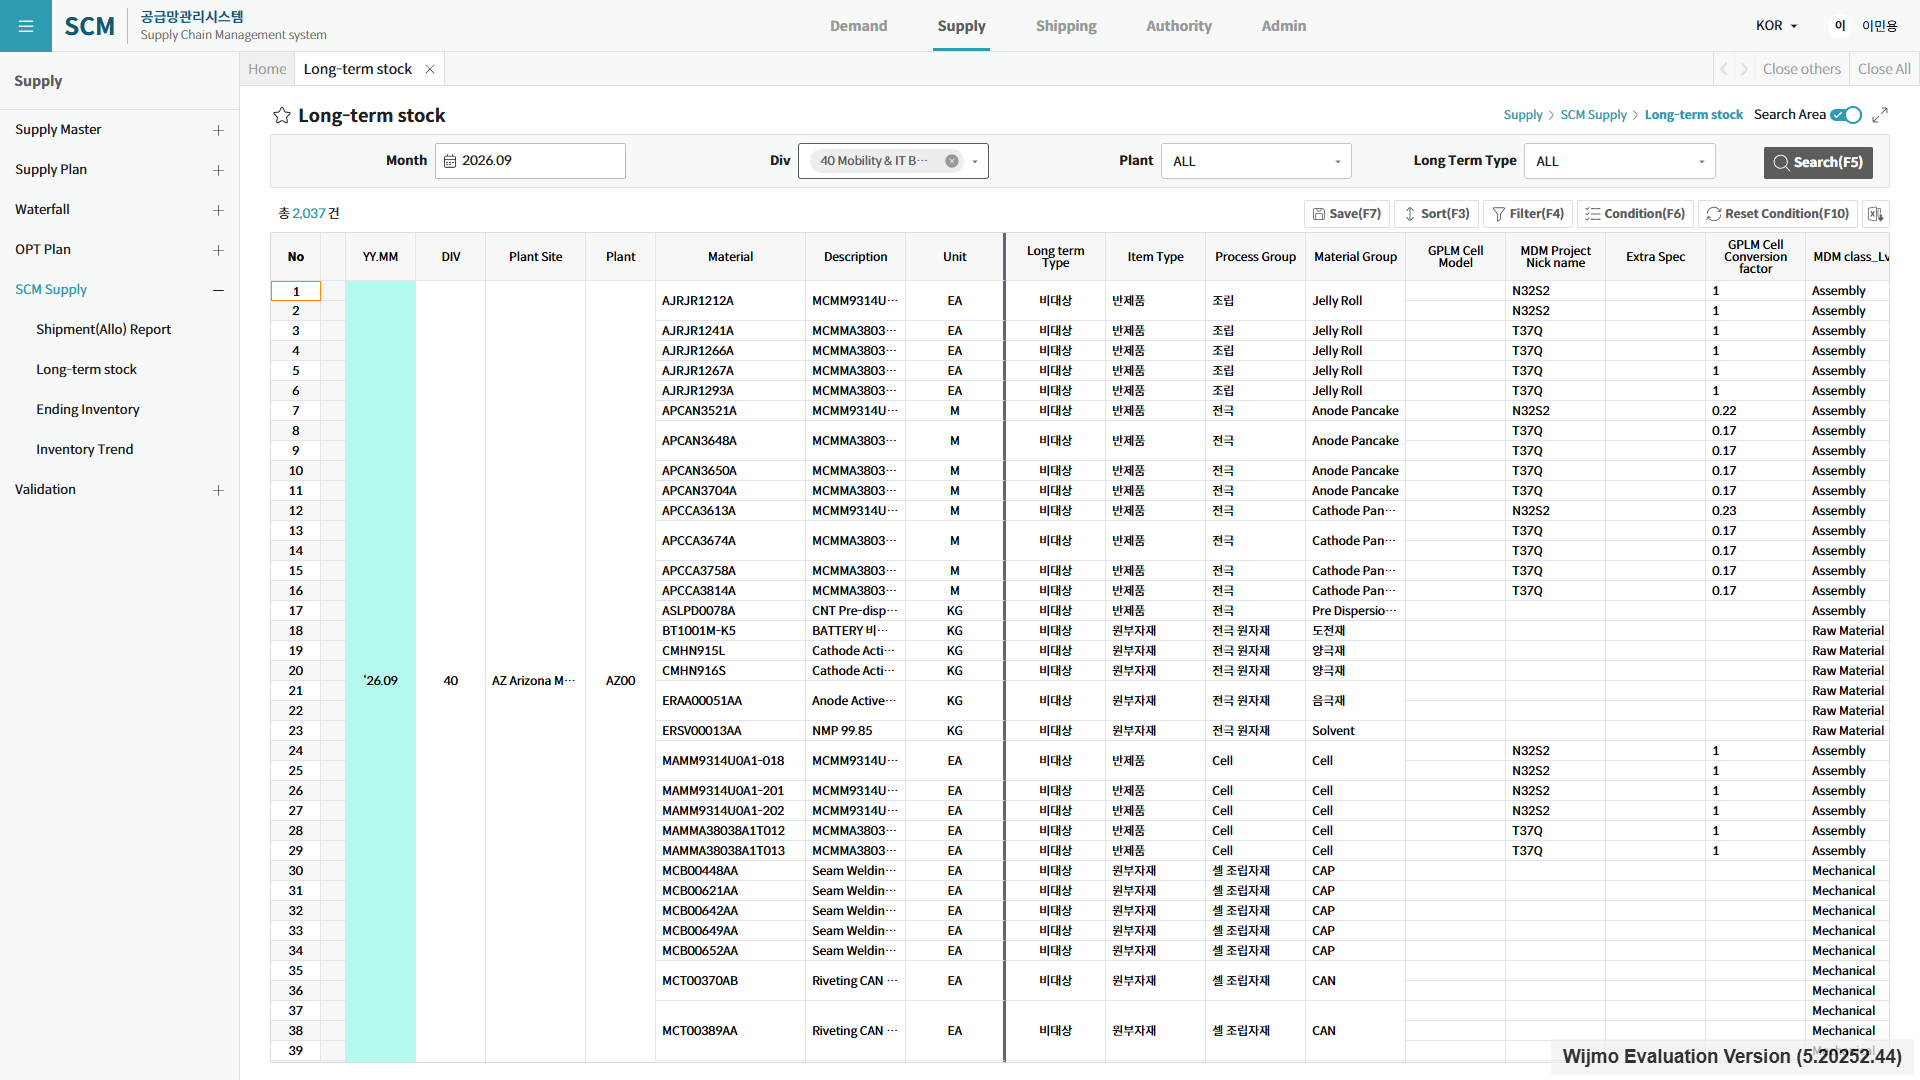 SCM 공급망관리시스템
Supply Chain Management system
Demand Supply Shipping Authority Admin
KOR 이 이민용
Supply
Home Long-term stock Close others Close All
Supply Master
Supply Plan
Waterfall
OPT Plan
SCM Supply
Shipment(Allo) Report
Long-term stock
Ending Inventory
Inventory Trend
Validation
Long-term stock
Supply > SCM Supply > Long-term stock Search Area
Month 2026.09 Div 40 Mobility & IT B··· Plant ALL Long Term Type ALL Search(F5)
총 2,037 건
Save(F7) Sort(F3) Filter(F4) Condition(F6) Reset Condition(F10)
No YY.MM DIV Plant Site Plant Material Description Unit Long term Type Item Type Process Group Material Group GPLM Cell Model MDM Project Nick name Extra Spec GPLM Cell Conversion factor MDM class_Lv
'26.09 40 AZ Arizona M··· AZ00
1 AJRJR1212A MCMM9314U··· EA 비대상 반제품 조립 Jelly Roll N32S2 1 Assembly
2 N32S2 1 Assembly
3 AJRJR1241A MCMMA3803··· EA 비대상 반제품 조립 Jelly Roll T37Q 1 Assembly
4 AJRJR1266A MCMMA3803··· EA 비대상 반제품 조립 Jelly Roll T37Q 1 Assembly
5 AJRJR1267A MCMMA3803··· EA 비대상 반제품 조립 Jelly Roll T37Q 1 Assembly
6 AJRJR1293A MCMMA3803··· EA 비대상 반제품 조립 Jelly Roll T37Q 1 Assembly
7 APCAN3521A MCMM9314U··· M 비대상 반제품 전극 Anode Pancake N32S2 0.22 Assembly
8 APCAN3648A MCMMA3803··· M 비대상 반제품 전극 Anode Pancake T37Q 0.17 Assembly
9 T37Q 0.17 Assembly
10 APCAN3650A MCMMA3803··· M 비대상 반제품 전극 Anode Pancake T37Q 0.17 Assembly
11 APCAN3704A MCMMA3803··· M 비대상 반제품 전극 Anode Pancake T37Q 0.17 Assembly
12 APCCA3613A MCMM9314U··· M 비대상 반제품 전극 Cathode Pan··· N32S2 0.23 Assembly
13 APCCA3674A MCMMA3803··· M 비대상 반제품 전극 Cathode Pan··· T37Q 0.17 Assembly
14 T37Q 0.17 Assembly
15 APCCA3758A MCMMA3803··· M 비대상 반제품 전극 Cathode Pan··· T37Q 0.17 Assembly
16 APCCA3814A MCMMA3803··· M 비대상 반제품 전극 Cathode Pan··· T37Q 0.17 Assembly
17 ASLPD0078A CNT Pre-disp··· KG 비대상 반제품 전극 Pre Dispersio··· Assembly
18 BT1001M-K5 BATTERY 비··· KG 비대상 원부자재 전극 원자재 도전재 Raw Material
19 CMHN915L Cathode Acti··· KG 비대상 원부자재 전극 원자재 양극재 Raw Material
20 CMHN916S Cathode Acti··· KG 비대상 원부자재 전극 원자재 양극재 Raw Material
21 ERAA00051AA Anode Active··· KG 비대상 원부자재 전극 원자재 음극재 Raw Material
22 Raw Material
23 ERSV00013AA NMP 99.85 KG 비대상 원부자재 전극 원자재 Solvent Raw Material
24 MAMM9314U0A1-018 MCMM9314U··· EA 비대상 반제품 Cell Cell N32S2 1 Assembly
25 N32S2 1 Assembly
26 MAMM9314U0A1-201 MCMM9314U··· EA 비대상 반제품 Cell Cell N32S2 1 Assembly
27 MAMM9314U0A1-202 MCMM9314U··· EA 비대상 반제품 Cell Cell N32S2 1 Assembly
28 MAMMA38038A1T012 MCMMA3803··· EA 비대상 반제품 Cell Cell T37Q 1 Assembly
29 MAMMA38038A1T013 MCMMA3803··· EA 비대상 반제품 Cell Cell T37Q 1 Assembly
30 MCB00448AA Seam Weldin··· EA 비대상 원부자재 셀 조립자재 CAP Mechanical
31 MCB00621AA Seam Weldin··· EA 비대상 원부자재 셀 조립자재 CAP Mechanical
32 MCB00642AA Seam Weldin··· EA 비대상 원부자재 셀 조립자재 CAP Mechanical
33 MCB00649AA Seam Weldin··· EA 비대상 원부자재 셀 조립자재 CAP Mechanical
34 MCB00652AA Seam Weldin··· EA 비대상 원부자재 셀 조립자재 CAP Mechanical
35 MCT00370AB Riveting CAN ··· EA 비대상 원부자재 셀 조립자재 CAN Mechanical
36 Mechanical
37 Mechanical
38 MCT00389AA Riveting CAN ··· EA 비대상 원부자재 셀 조립자재 CAN Mechanical
39
Wijmo Evaluation Version (5.20252.44)